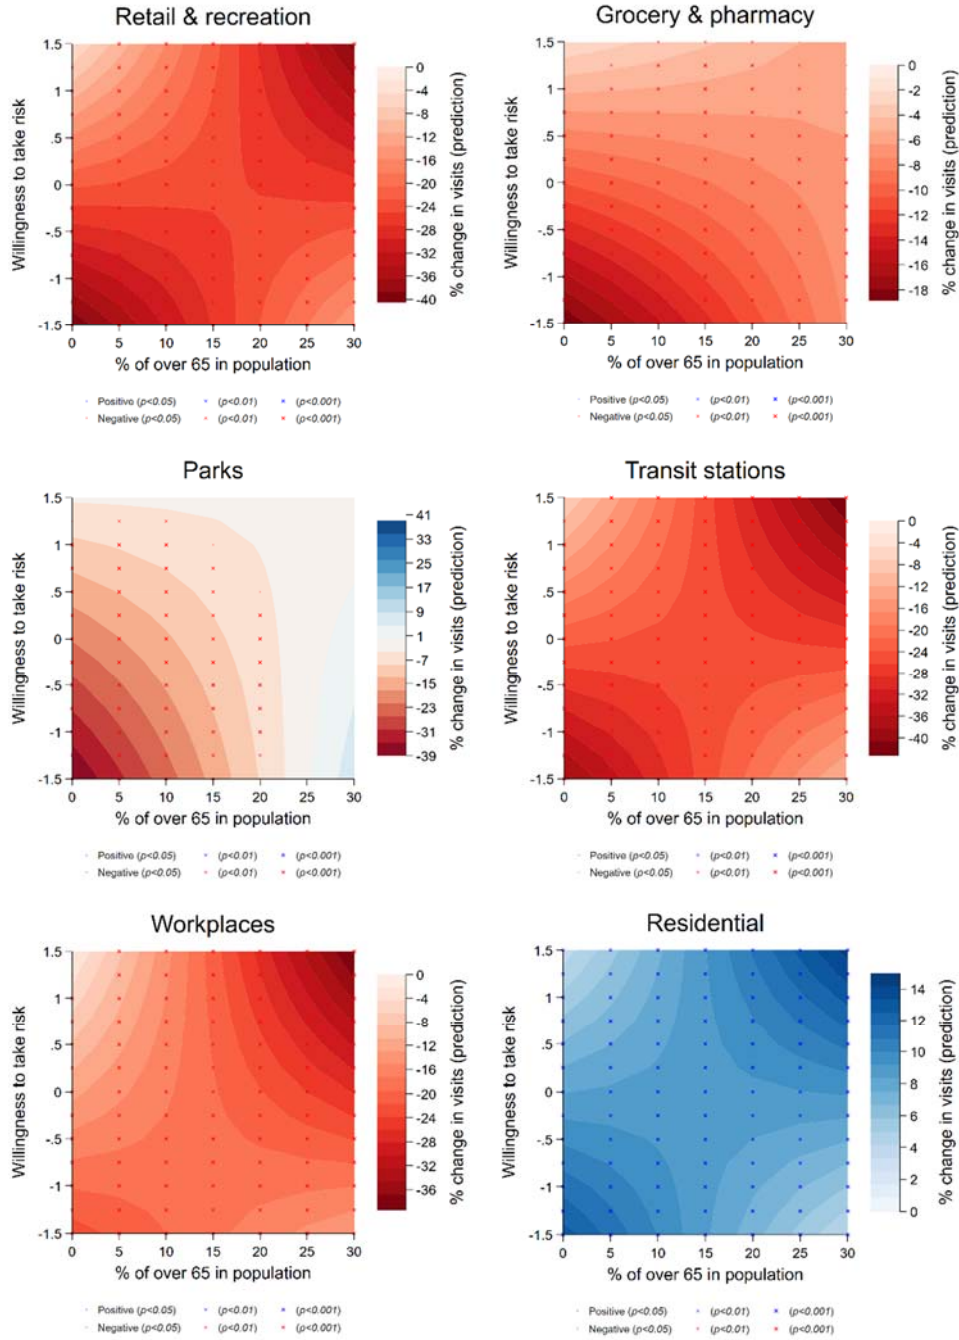 Retail & recreation
Willingness to take risk
1.5
1
.5
0
-.5
-1
-1.5
0 5 10 15 20 25 30
% of over 65 in population
0
-4
-8
-12
-16
-20
-24
-28
-32
-36
-40
% change in visits (prediction)
Positive (p<0.05) (p<0.01) (p<0.001)
Negative (p<0.05) (p<0.01) (p<0.001)
Grocery & pharmacy
Willingness to take risk
1.5
1
.5
0
-.5
-1
-1.5
0 5 10 15 20 25 30
% of over 65 in population
0
-2
-4
-6
-8
-10
-12
-14
-16
-18
% change in visits (prediction)
Positive (p<0.05) (p<0.01) (p<0.001)
Negative (p<0.05) (p<0.01) (p<0.001)
Parks
Willingness to take risk
1.5
1
.5
0
-.5
-1
-1.5
0 5 10 15 20 25 30
% of over 65 in population
41
33
25
17
9
1
-7
-15
-23
-31
-39
% change in visits (prediction)
Positive (p<0.05) (p<0.01) (p<0.001)
Negative (p<0.05) (p<0.01) (p<0.001)
Transit stations
Willingness to take risk
1.5
1
.5
0
-.5
-1
-1.5
0 5 10 15 20 25 30
% of over 65 in population
0
-4
-8
-12
-16
-20
-24
-28
-32
-36
-40
% change in visits (prediction)
Positive (p<0.05) (p<0.01) (p<0.001)
Negative (p<0.05) (p<0.01) (p<0.001)
Workplaces
Willingness to take risk
1.5
1
.5
0
-.5
-1
-1.5
0 5 10 15 20 25 30
% of over 65 in population
0
-4
-8
-12
-16
-20
-24
-28
-32
-36
% change in visits (prediction)
Positive (p<0.05) (p<0.01) (p<0.001)
Negative (p<0.05) (p<0.01) (p<0.001)
Residential
Willingness to take risk
1.5
1
.5
0
-.5
-1
-1.5
0 5 10 15 20 25 30
% of over 65 in population
14
12
10
8
6
4
2
0
% change in visits (prediction)
Positive (p<0.05) (p<0.01) (p<0.001)
Negative (p<0.05) (p<0.01) (p<0.001)